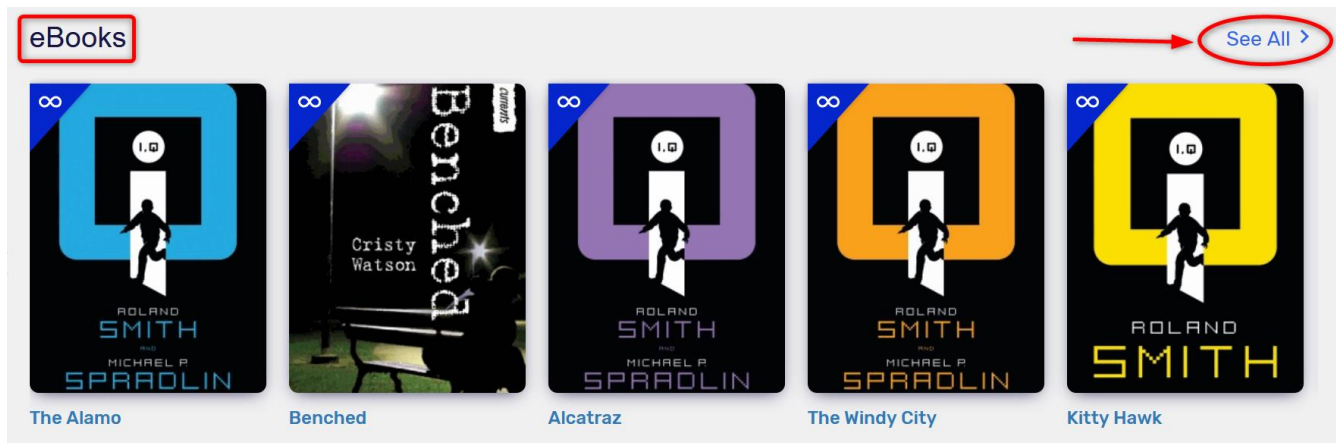 eBooks
See All >
∞
I.Q
ROLAND
SMITH
AND
MICHAEL P.
SPRADLIN
The Alamo
∞
currents
Benched
Cristy
Watson
Benched
∞
I.Q
ROLAND
SMITH
AND
MICHAEL P.
SPRADLIN
Alcatraz
∞
I.Q
ROLAND
SMITH
AND
MICHAEL P.
SPRADLIN
The Windy City
∞
I.Q
ROLAND
SMITH
Kitty Hawk